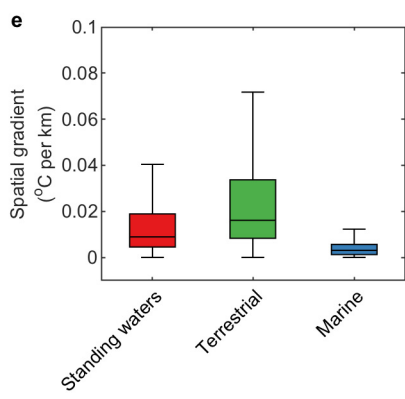 e
Spatial gradient
(°C per km)
0.1
0.08
0.06
0.04
0.02
0
Standing waters
Terrestrial
Marine